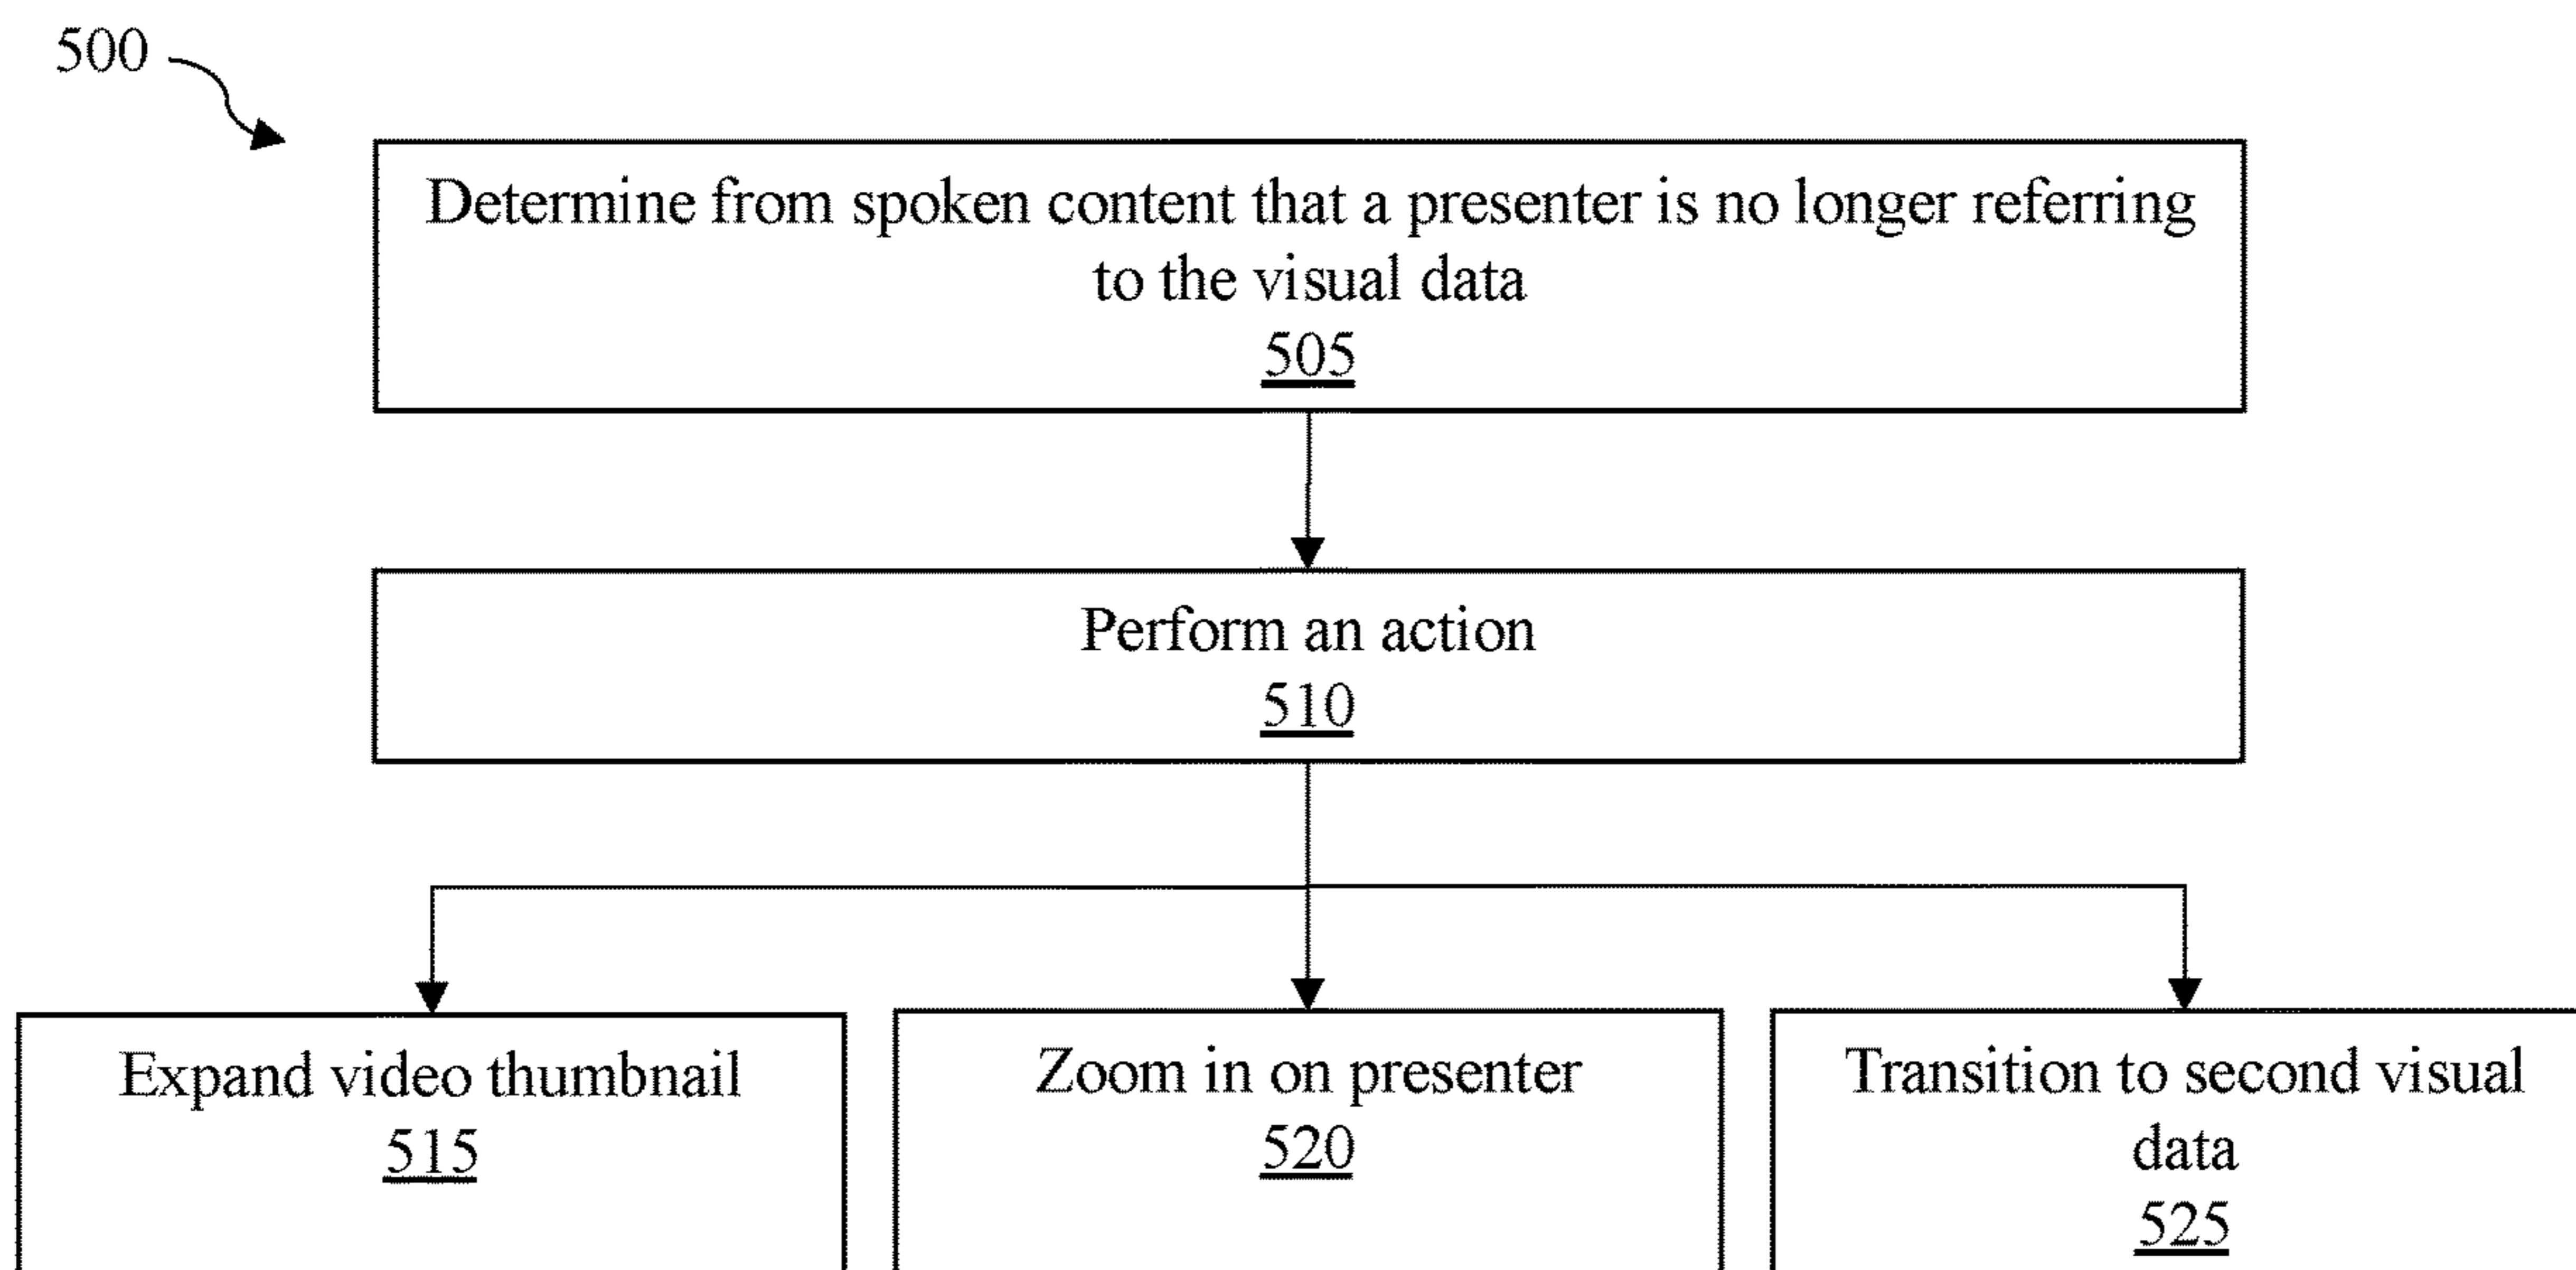 500
Determine from spoken content that a presenter is no longer referring
to the visual data
505
Perform an action
510
Expand video thumbnail
515
Zoom in on presenter
520
Transition to second visual
data
525